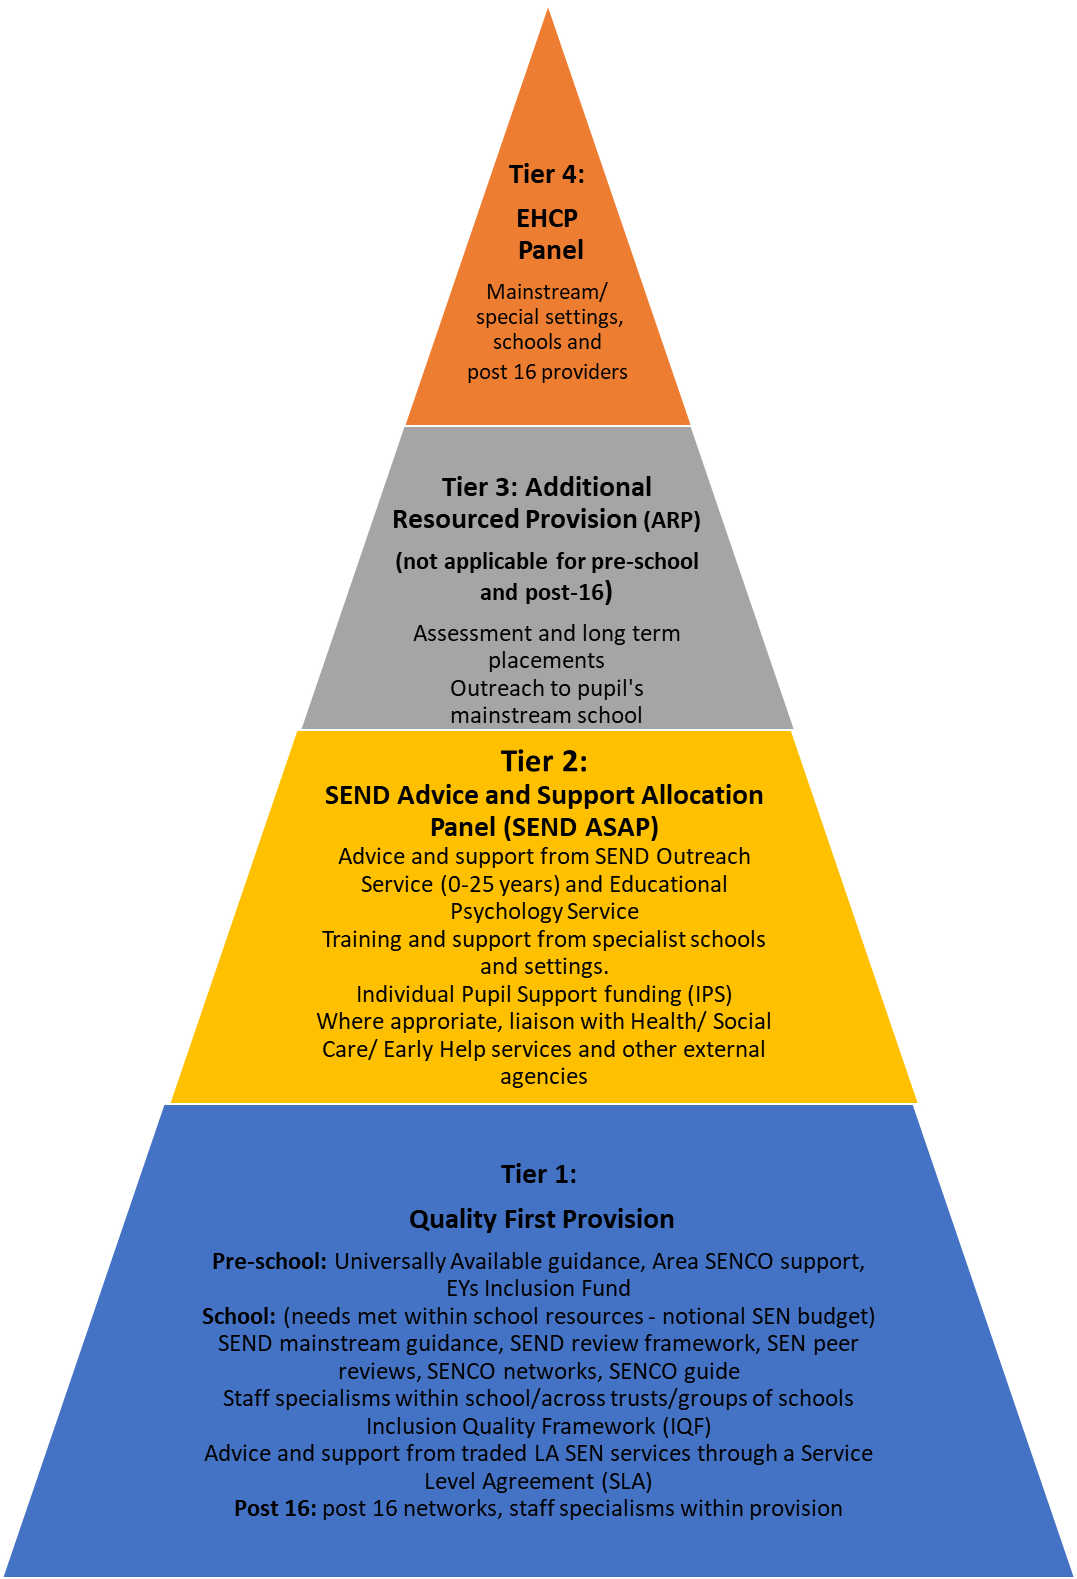 Tier 4:
EHCP
Panel
Mainstream/
special settings,
schools and
post 16 providers
Tier 3: Additional
Resourced Provision (ARP)
(not applicable for pre-school
and post-16)
Assessment and long term
placements
Outreach to pupil's
mainstream school
Tier 2:
SEND Advice and Support Allocation
Panel (SEND ASAP)
Advice and support from SEND Outreach
Service (0-25 years) and Educational
Psychology Service
Training and support from specialist schools
and settings.
Individual Pupil Support funding (IPS)
Where approriate, liaison with Health/ Social
Care/ Early Help services and other external
agencies
Tier 1:
Quality First Provision
Pre-school: Universally Available guidance, Area SENCO support,
EYs Inclusion Fund
School: (needs met within school resources - notional SEN budget)
SEND mainstream guidance, SEND review framework, SEN peer
reviews, SENCO networks, SENCO guide
Staff specialisms within school/across trusts/groups of schools
Inclusion Quality Framework (IQF)
Advice and support from traded LA SEN services through a Service
Level Agreement (SLA)
Post 16: post 16 networks, staff specialisms within provision